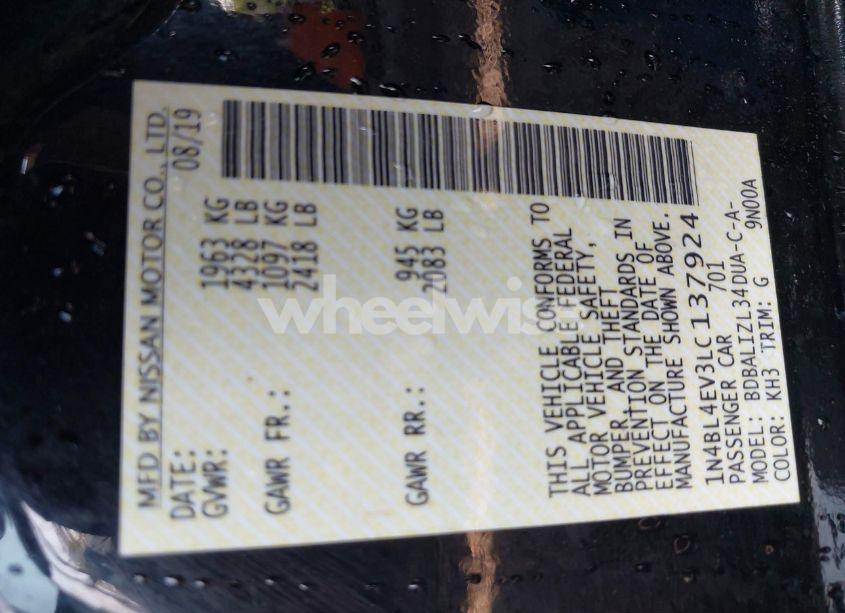 MFD BY NISSAN MOTOR CO., LTD.
DATE: 08/19
GVWR: 1963 KG
4328 LB
GAWR FR.: 1097 KG
2418 LB
GAWR RR.: 945 KG
2083 LB
THIS VEHICLE CONFORMS TO
ALL APPLICABLE FEDERAL
MOTOR VEHICLE SAFETY,
BUMPER, AND THEFT
PREVENTION STANDARDS IN
EFFECT ON THE DATE OF
MANUFACTURE SHOWN ABOVE.
1N4BL4EV3LC137924
PASSENGER CAR 701
MODEL: BDBALIZL34DUA-C-A-
COLOR: KH3 TRIM: G 9N00A
wheelwis